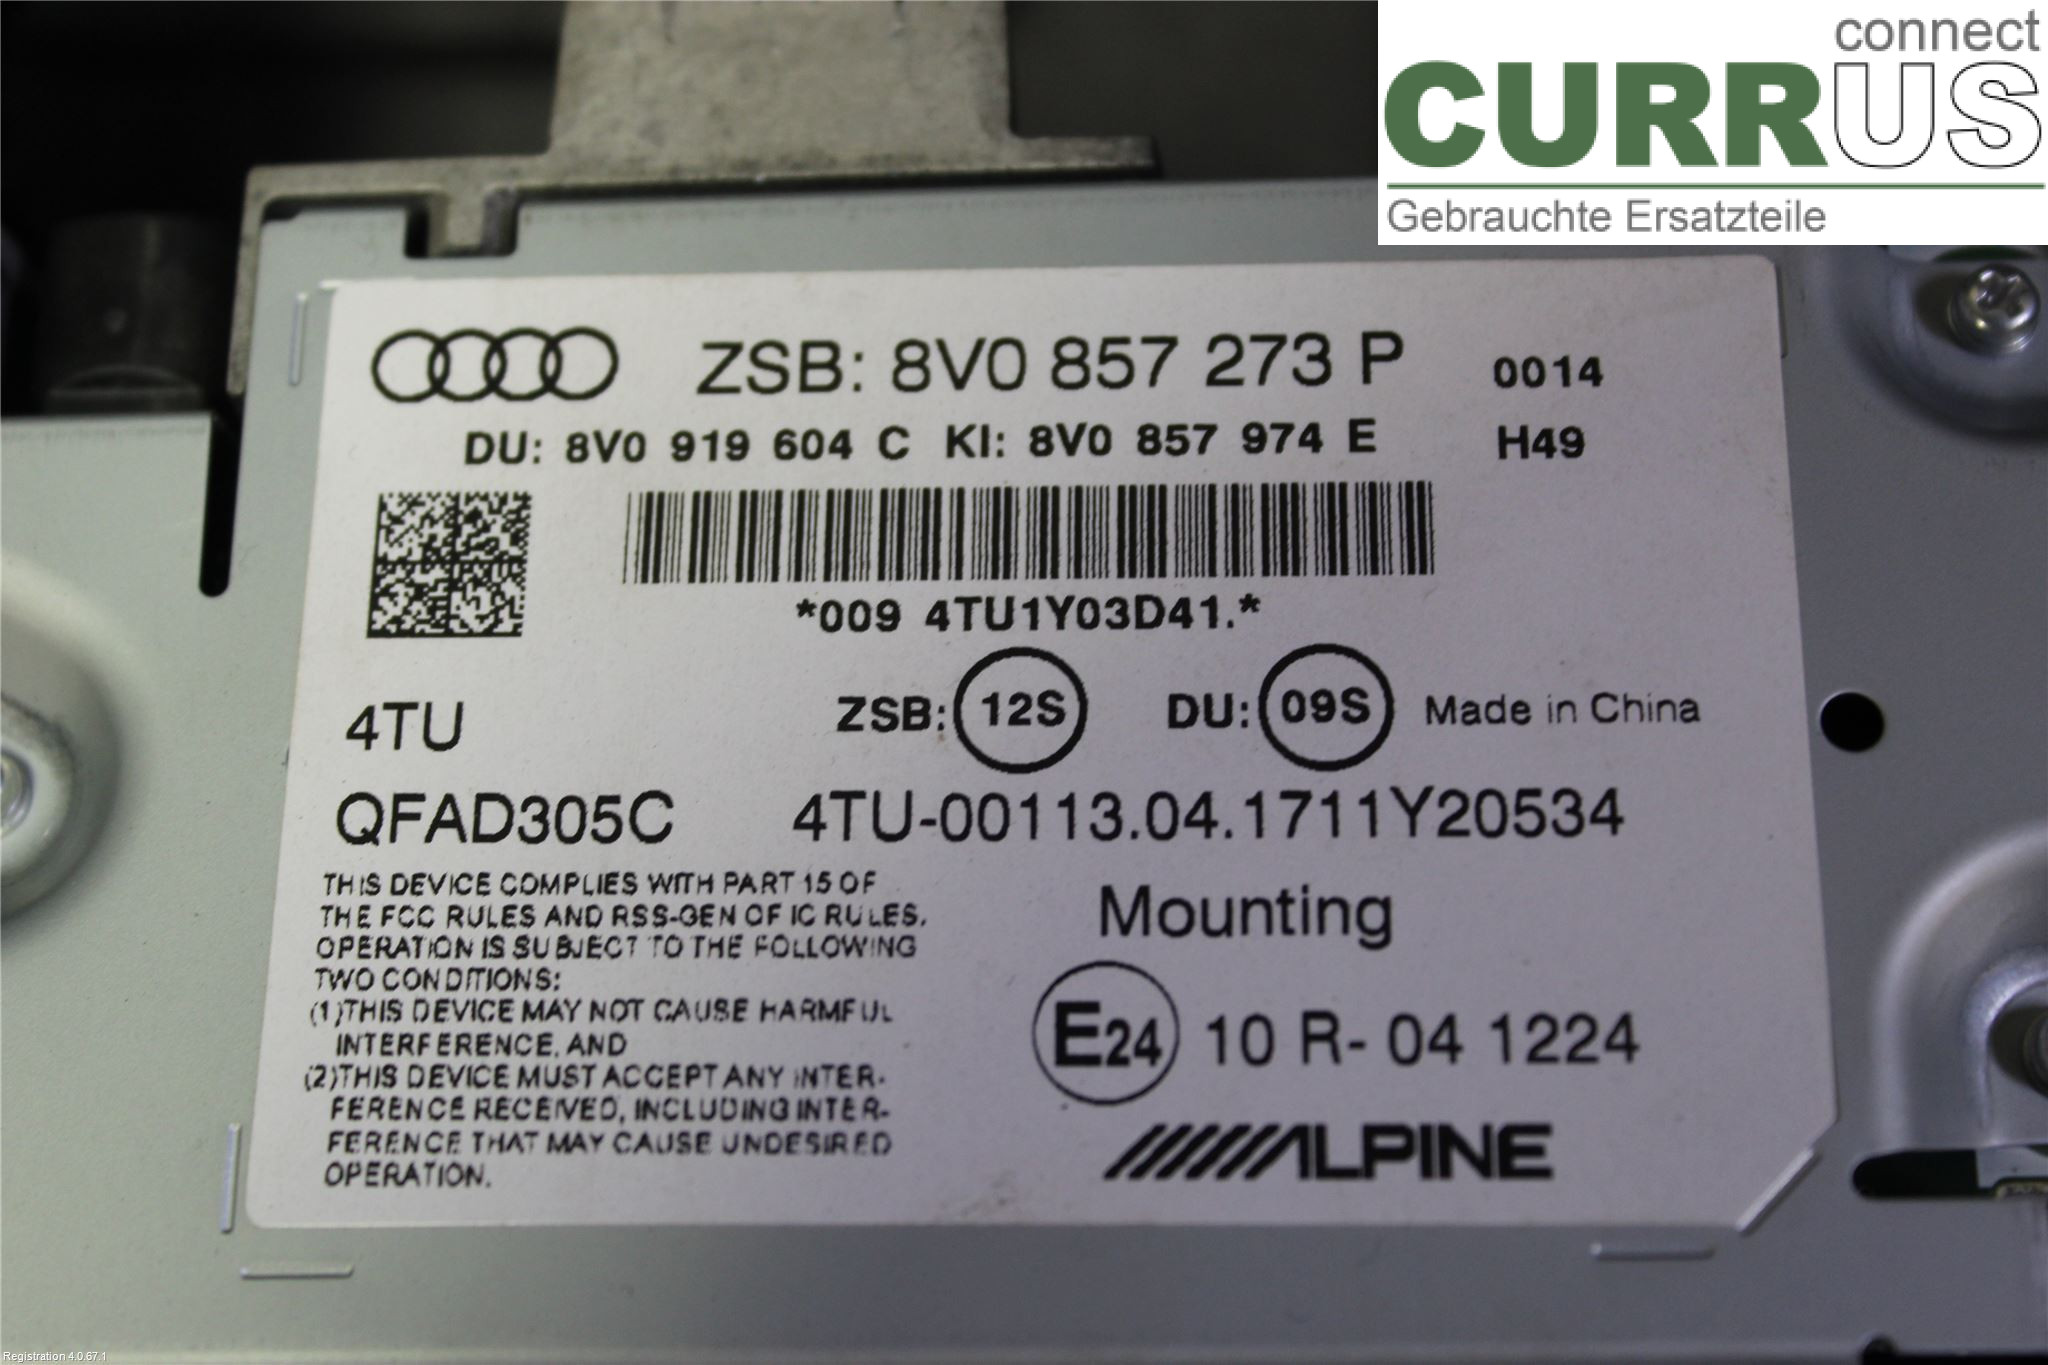 connect
CURRUS
Gebrauchte Ersatzteile
ZSB: 8V0 857 273 P 0014
DU: 8V0 919 604 C KI: 8V0 857 974 E H49
*009 4TU1Y03D41.*
4TU ZSB: 12S DU: 09S Made in China
QFAD305C 4TU-00113.04.1711Y20534
THIS DEVICE COMPLIES WITH PART 15 OF
THE FCC RULES AND RSS-GEN OF IC RULES.
OPERATION IS SUBJECT TO THE FOLLOWING
TWO CONDITIONS:
(1)THIS DEVICE MAY NOT CAUSE HARMFUL
INTERFERENCE, AND
(2)THIS DEVICE MUST ACCEPT ANY INTER-
FERENCE RECEIVED, INCLUDING INTER-
FERENCE THAT MAY CAUSE UNDESIRED
OPERATION.
Mounting
E24 10 R- 04 1224
ALPINE
Registration 4.0.67.1